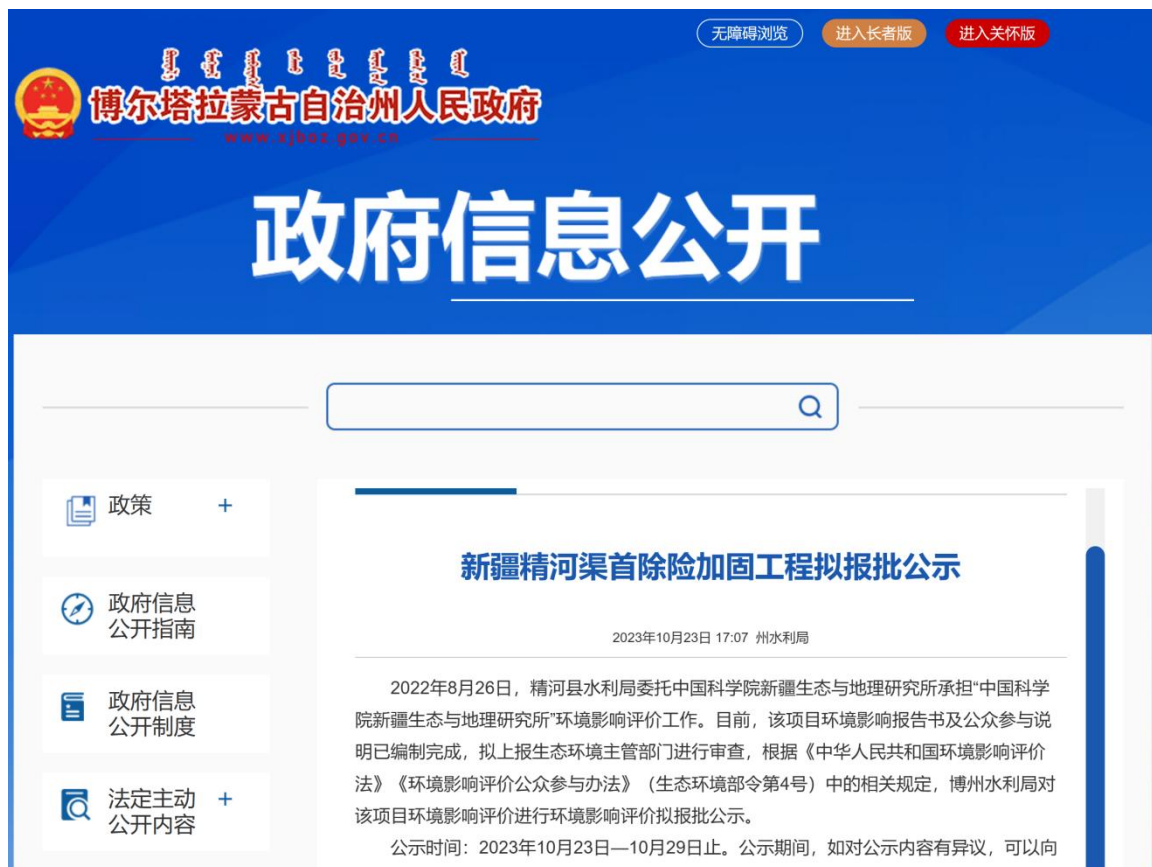 无障碍浏览 进入长者版 进入关怀版
博尔塔拉蒙古自治州人民政府
www.xjboz.gov.cn
政府信息公开
政策 +
政府信息
公开指南
政府信息
公开制度
法定主动 +
公开内容
新疆精河渠首除险加固工程拟报批公示
2023年10月23日 17:07 州水利局
2022年8月26日，精河县水利局委托中国科学院新疆生态与地理研究所承担“中国科学
院新疆生态与地理研究所”环境影响评价工作。目前，该项目环境影响报告书及公众参与说
明已编制完成，拟上报生态环境主管部门进行审查，根据《中华人民共和国环境影响评价
法》《环境影响评价公众参与办法》（生态环境部令第4号）中的相关规定，博州水利局对
该项目环境影响评价进行环境影响评价拟报批公示。
公示时间：2023年10月23日—10月29日止。公示期间，如对公示内容有异议，可以向